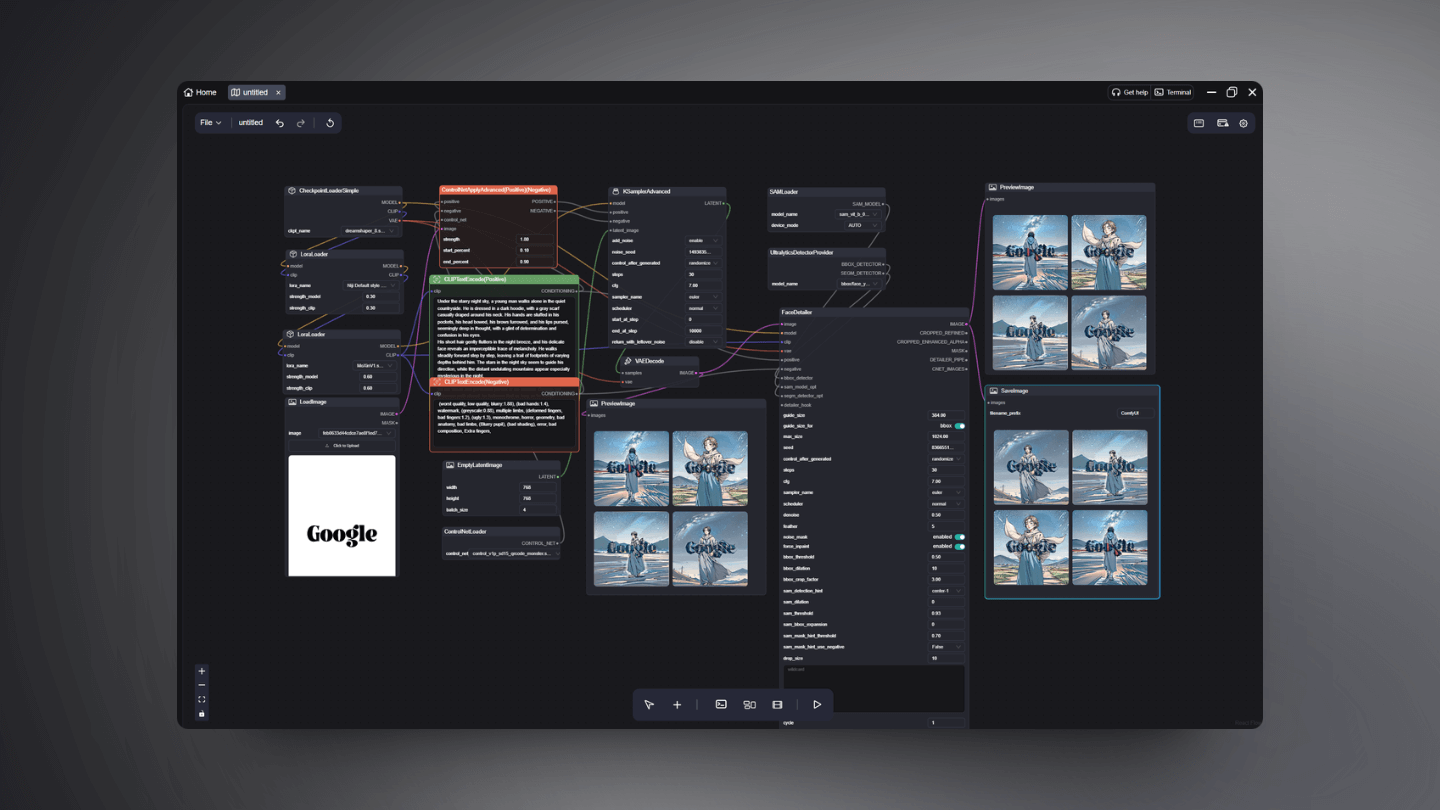 Home
untitled
Get help
Terminal
File
untitled
CheckpointLoaderSimple
MODEL
CLIP
VAE
ckpt_name
LoraLoader
model
MODEL
clip
CLIP
lora_name
strength_model 0.30
strength_clip 0.30
LoraLoader
model
MODEL
clip
CLIP
lora_name
strength_model 0.60
strength_clip 0.60
LoadImage
IMAGE
MASK
image
Click to Upload
Google
ControlNetApplyAdvanced(Positive)(Negative)
positive
POSITIVE
negative
NEGATIVE
control_net
image
strength 1.00
start_percent 0.10
end_percent 0.90
CLIPTextEncode(Positive)
clip
CONDITIONING
Under the starry night sky, a young man walks alone in the quiet
countryside. He is dressed in a dark hoodie, with a gray scarf
casually draped around his neck. His hands are stuffed in his
pockets, his head bowed, his brows furrowed, and his lips pursed,
seemingly deep in thought, with a glint of determination and
confusion in his eyes.
His short hair gently flutters in the night breeze, and his delicate
face reveals an imperceptible trace of melancholy. He walks
steadily forward step by step, leaving a trail of footprints of varying
depths behind him. The stars in the night sky seem to guide his
direction, while the distant undulating mountains appear especially
mysterious in the night.
CLIPTextEncode(Negative)
clip
CONDITIONING
(worst quality, low quality, blurry:1.66), (bad hands:1.4),
watermark, (greyscale:0.88), multiple limbs, (deformed fingers,
bad fingers:1.2), (ugly:1.3), monochrome, horror, geometry, bad
anatomy, bad limbs, (Blurry pupil), (bad shading), error, bad
composition, Extra fingers,
EmptyLatentImage
LATENT
width 768
height 768
batch_size 4
ControlNetLoader
CONTROL_NET
control_net
KSamplerAdvanced
model
LATENT
positive
negative
latent_image
add_noise enable
noise_seed
control_after_generated randomize
steps 30
cfg 7.00
sampler_name euler
scheduler normal
start_at_step 0
end_at_step 10000
return_with_leftover_noise disable
VAEDecode
samples
IMAGE
vae
PreviewImage
images
Google
Google
Google
Google
SAMLoader
SAM_MODEL
model_name sam_vit_b_0...
device_mode AUTO
UltralyticsDetectorProvider
BBOX_DETECTOR
SEGM_DETECTOR
model_name bbox/face_y...
FaceDetailer
image
IMAGE
model
CROPPED_REFINED
clip
CROPPED_ENHANCED_ALPHA
vae
MASK
positive
DETAILER_PIPE
negative
CNET_IMAGES
bbox_detector
sam_model_opt
segm_detector_opt
detailer_hook
guide_size 384.00
guide_size_for bbox
max_size 1024.00
seed
control_after_generated randomize
steps 30
cfg 7.00
sampler_name euler
scheduler normal
denoise 0.50
feather 5
noise_mask enabled
force_inpaint enabled
bbox_threshold 0.50
bbox_dilation 10
bbox_crop_factor 3.00
sam_detection_hint center-1
sam_dilation 0
sam_threshold 0.93
sam_bbox_expansion 0
sam_mask_hint_threshold 0.70
sam_mask_hint_use_negative False
drop_size 10
wildcard
cycle 1
PreviewImage
images
Google
Google
Google
Google
SaveImage
images
filename_prefix ComfyUI
Google
Google
Google
Google